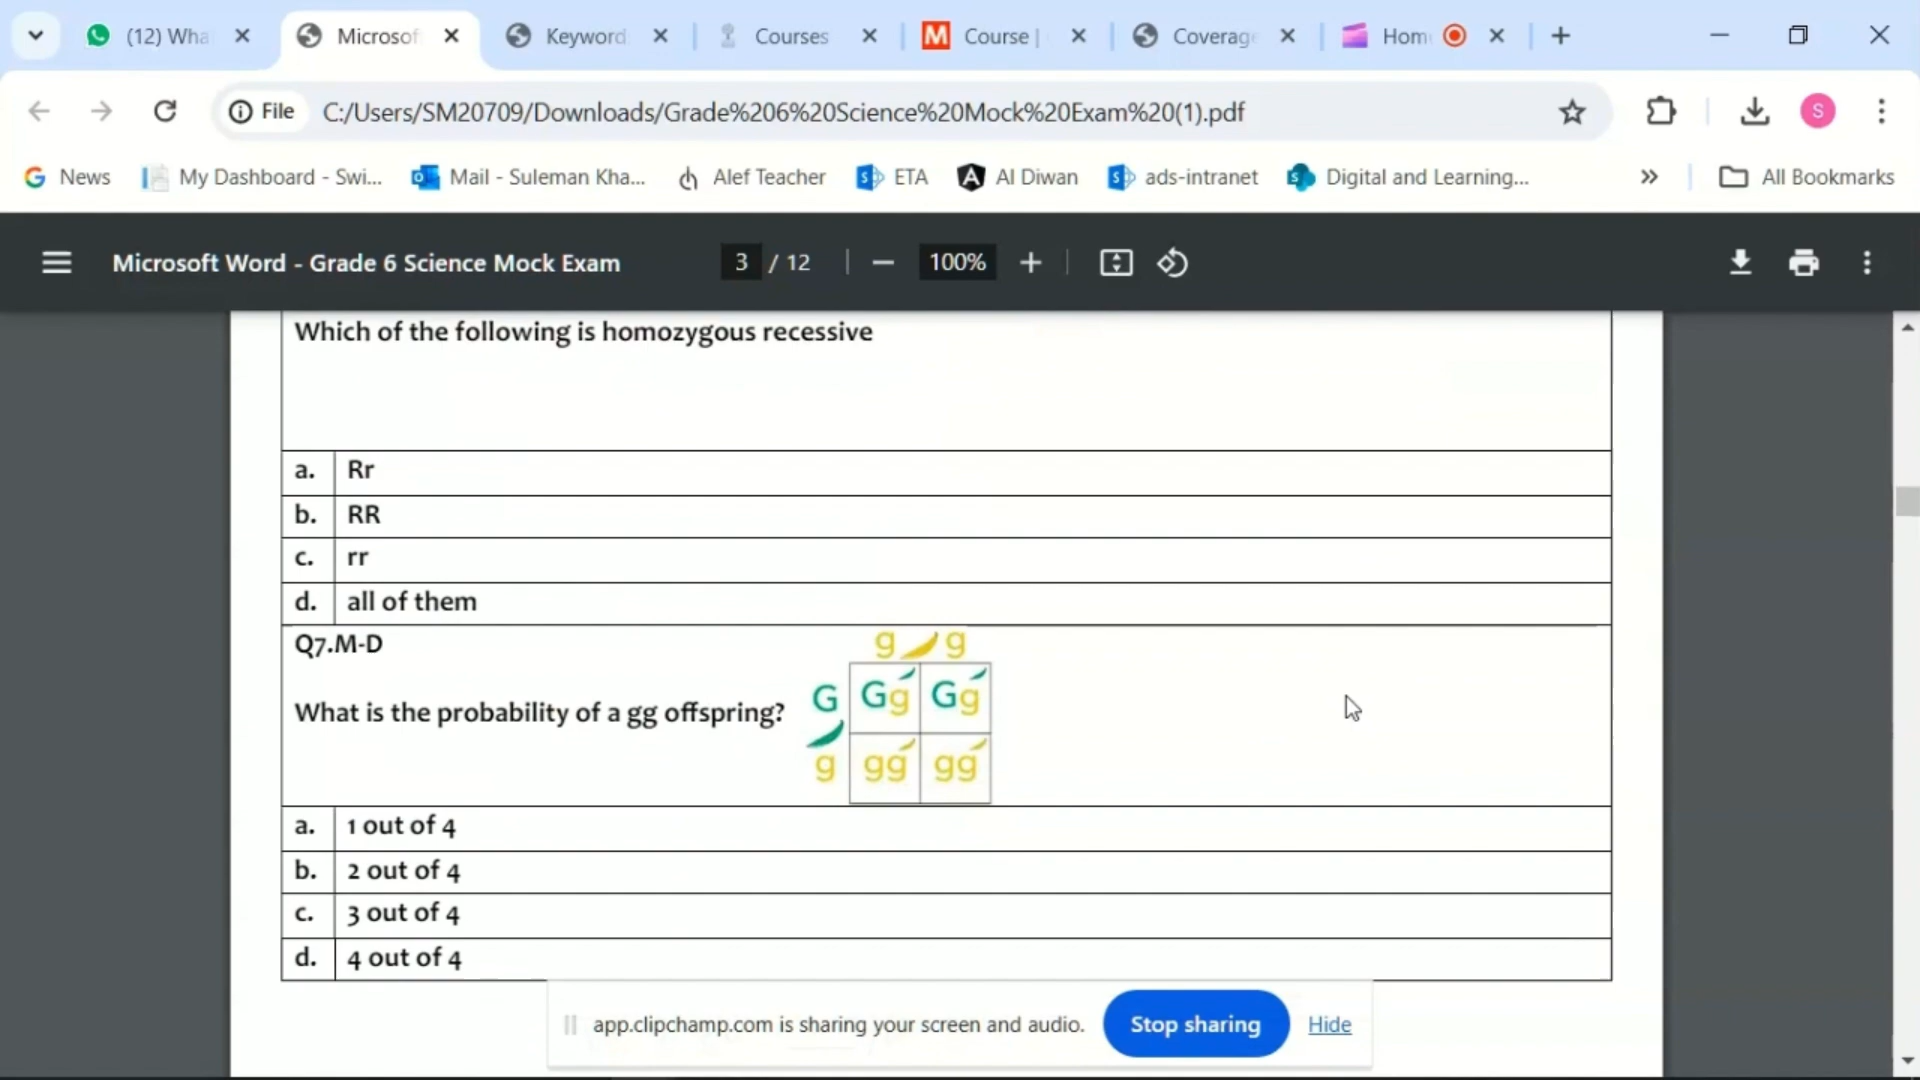 (12) Wha
Microsof
Keyword
Courses
M Course |
Coverage
Hom
File C:/Users/SM20709/Downloads/Grade%206%20Science%20Mock%20Exam%20(1).pdf S
G News
My Dashboard - Swi...
Mail - Suleman Kha...
Alef Teacher
ETA
Al Diwan
ads-intranet
Digital and Learning...
» All Bookmarks
Microsoft Word - Grade 6 Science Mock Exam 3 / 12 — 100% +
Which of the following is homozygous recessive
a. Rr
b. RR
c. rr
d. all of them
Q7.M-D
What is the probability of a gg offspring?
g g
G Gg Gg
g gg gg
a. 1 out of 4
b. 2 out of 4
c. 3 out of 4
d. 4 out of 4
app.clipchamp.com is sharing your screen and audio. Stop sharing Hide